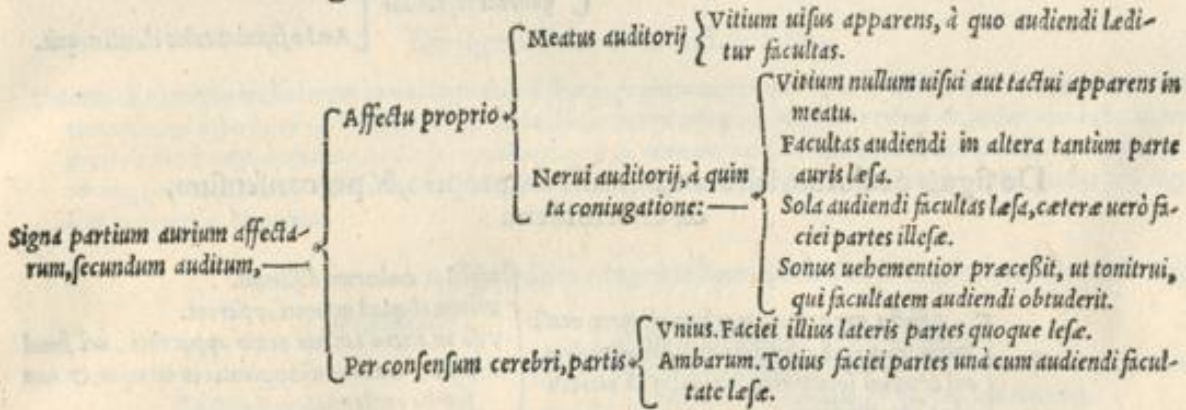 Meatus auditorij
Vitium uisus apparens, à quo audiendi lædi-
tur facultas.
Affectu proprio
Vitium nullum uisui aut tactui apparens in
meatu.
Facultas audiendi in altera tantùm parte
auris læsa.
Nerui auditorij, à quin
ta coniugatione:
Sola audiendi facultas læsa, cæteræ uerò fa-
ciei partes illesæ.
Signa partium aurium affecta-
rum, secundum auditum,
Sonus uehementior præceßit, ut tonitrui,
qui facultatem audiendi obtuderit.
Per consensum cerebri, partis
Vnius. Faciei illius lateris partes quoque lesæ.
Ambarum. Totius faciei partes unà cum audiendi facul-
tate læsæ.